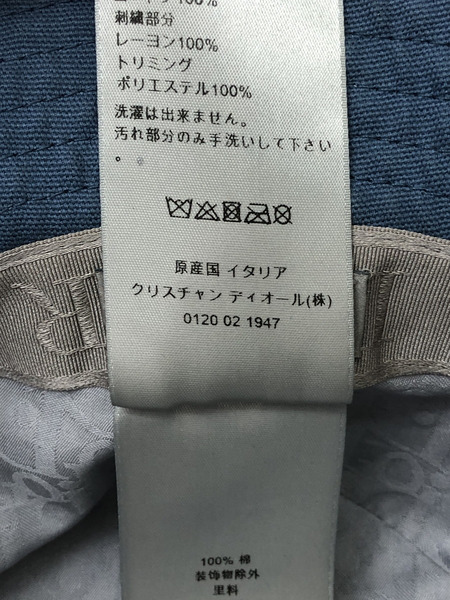 100%
刺繍部分
レーヨン100%
トリミング
ポリエステル100%
洗濯は出来ません。
汚れ部分のみ手洗いして下さい
。
原産国 イタリア
クリスチャン ディオール(株)
0120 02 1947
100% 棉
装饰物除外
里料